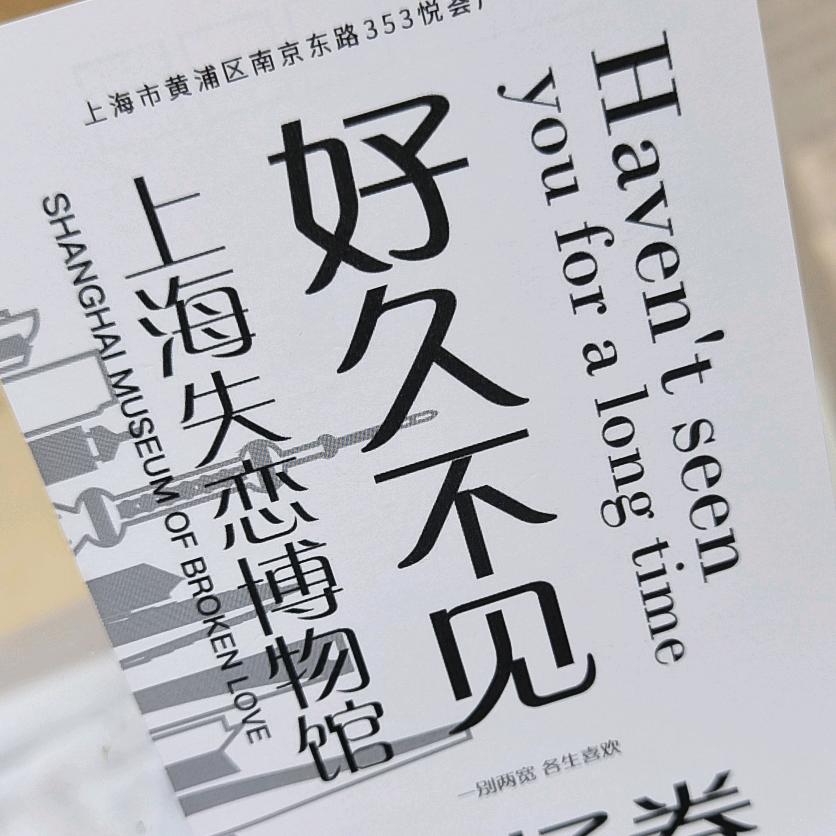 上海市黄浦区南京东路353悦会
Haven't seen
you for a long time
好久不见
上海失恋博物馆
SHANGHAI MUSEUM OF BROKEN LOVE
一别两宽 各生喜欢
券